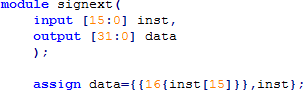 module signext(
input [15:0] inst,
output [31:0] data
);
assign data={{16{inst[15]}},inst};